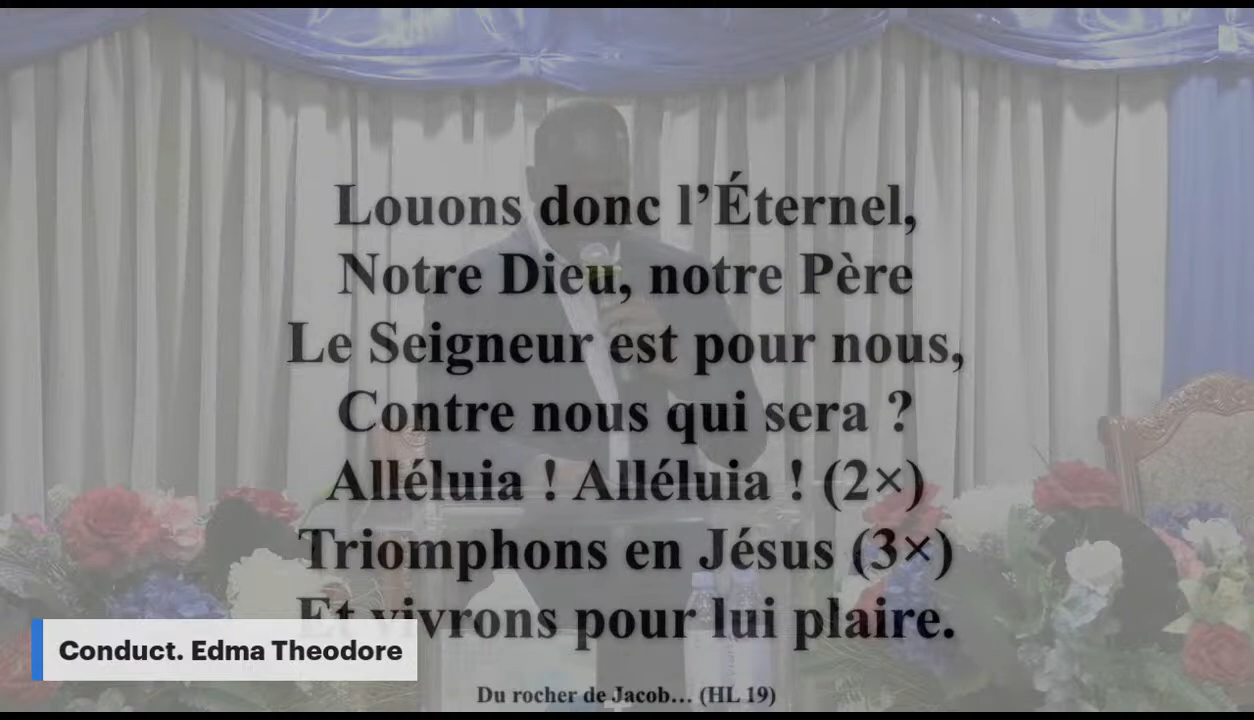 Louons donc l’Éternel,
Notre Dieu, notre Père
Le Seigneur est pour nous,
Contre nous qui sera ?
Alléluia ! Alléluia ! (2×)
Triomphons en Jésus (3×)
Et vivrons pour lui plaire.
Conduct. Edma Theodore
Du rocher de Jacob... (HL 19)